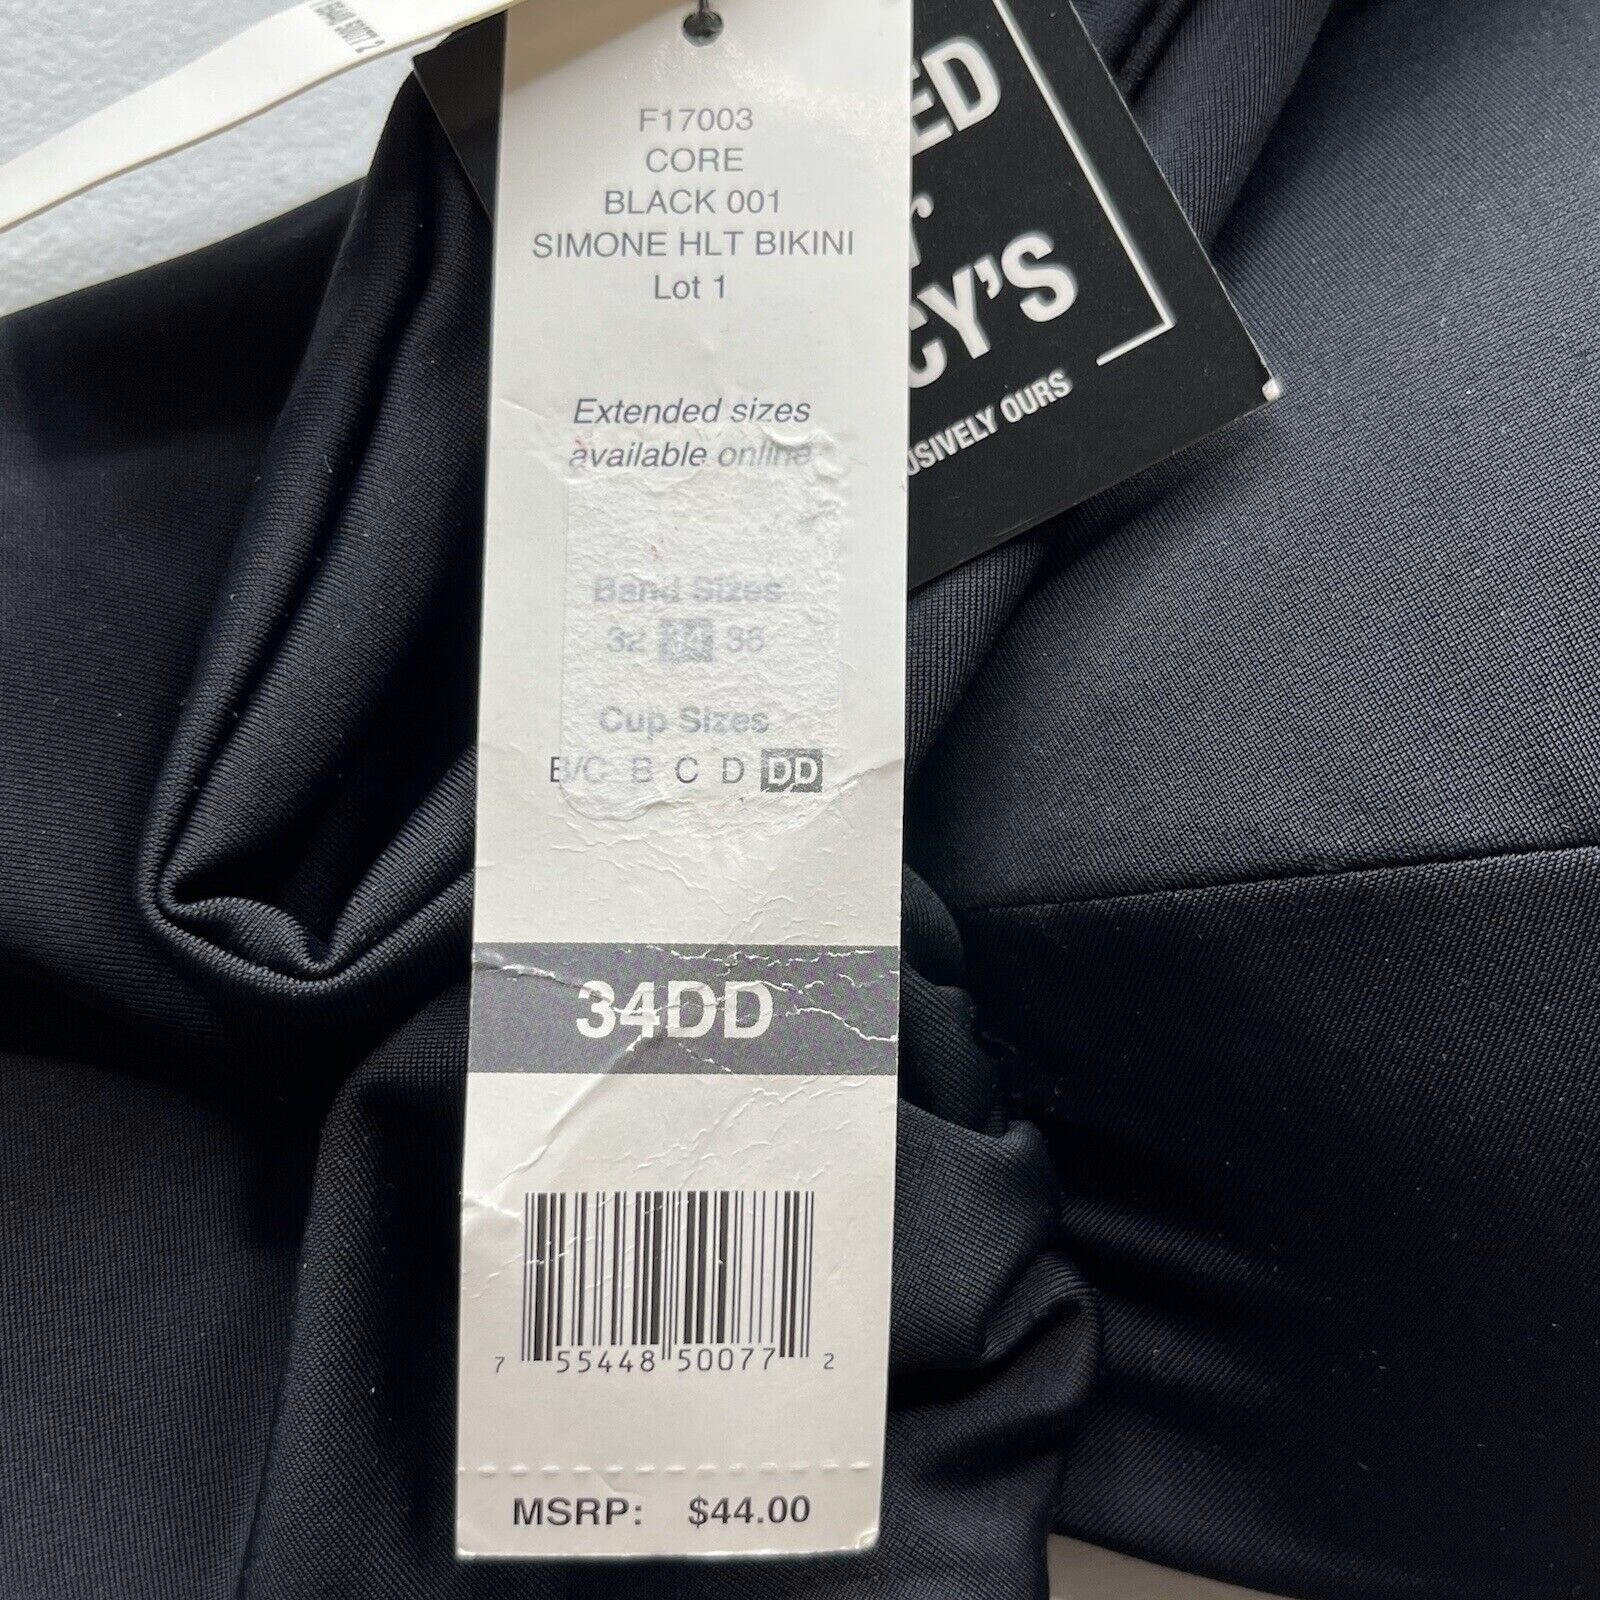 F17003
CORE
BLACK 001
SIMONE HLT BIKINI
Lot 1
Extended sizes
available online
Band Sizes
32 34 36
Cup Sizes
B/C B C D DD
34DD
7 55448 50077 2
MSRP: $44.00
ED
CY'S
USIVELY OURS